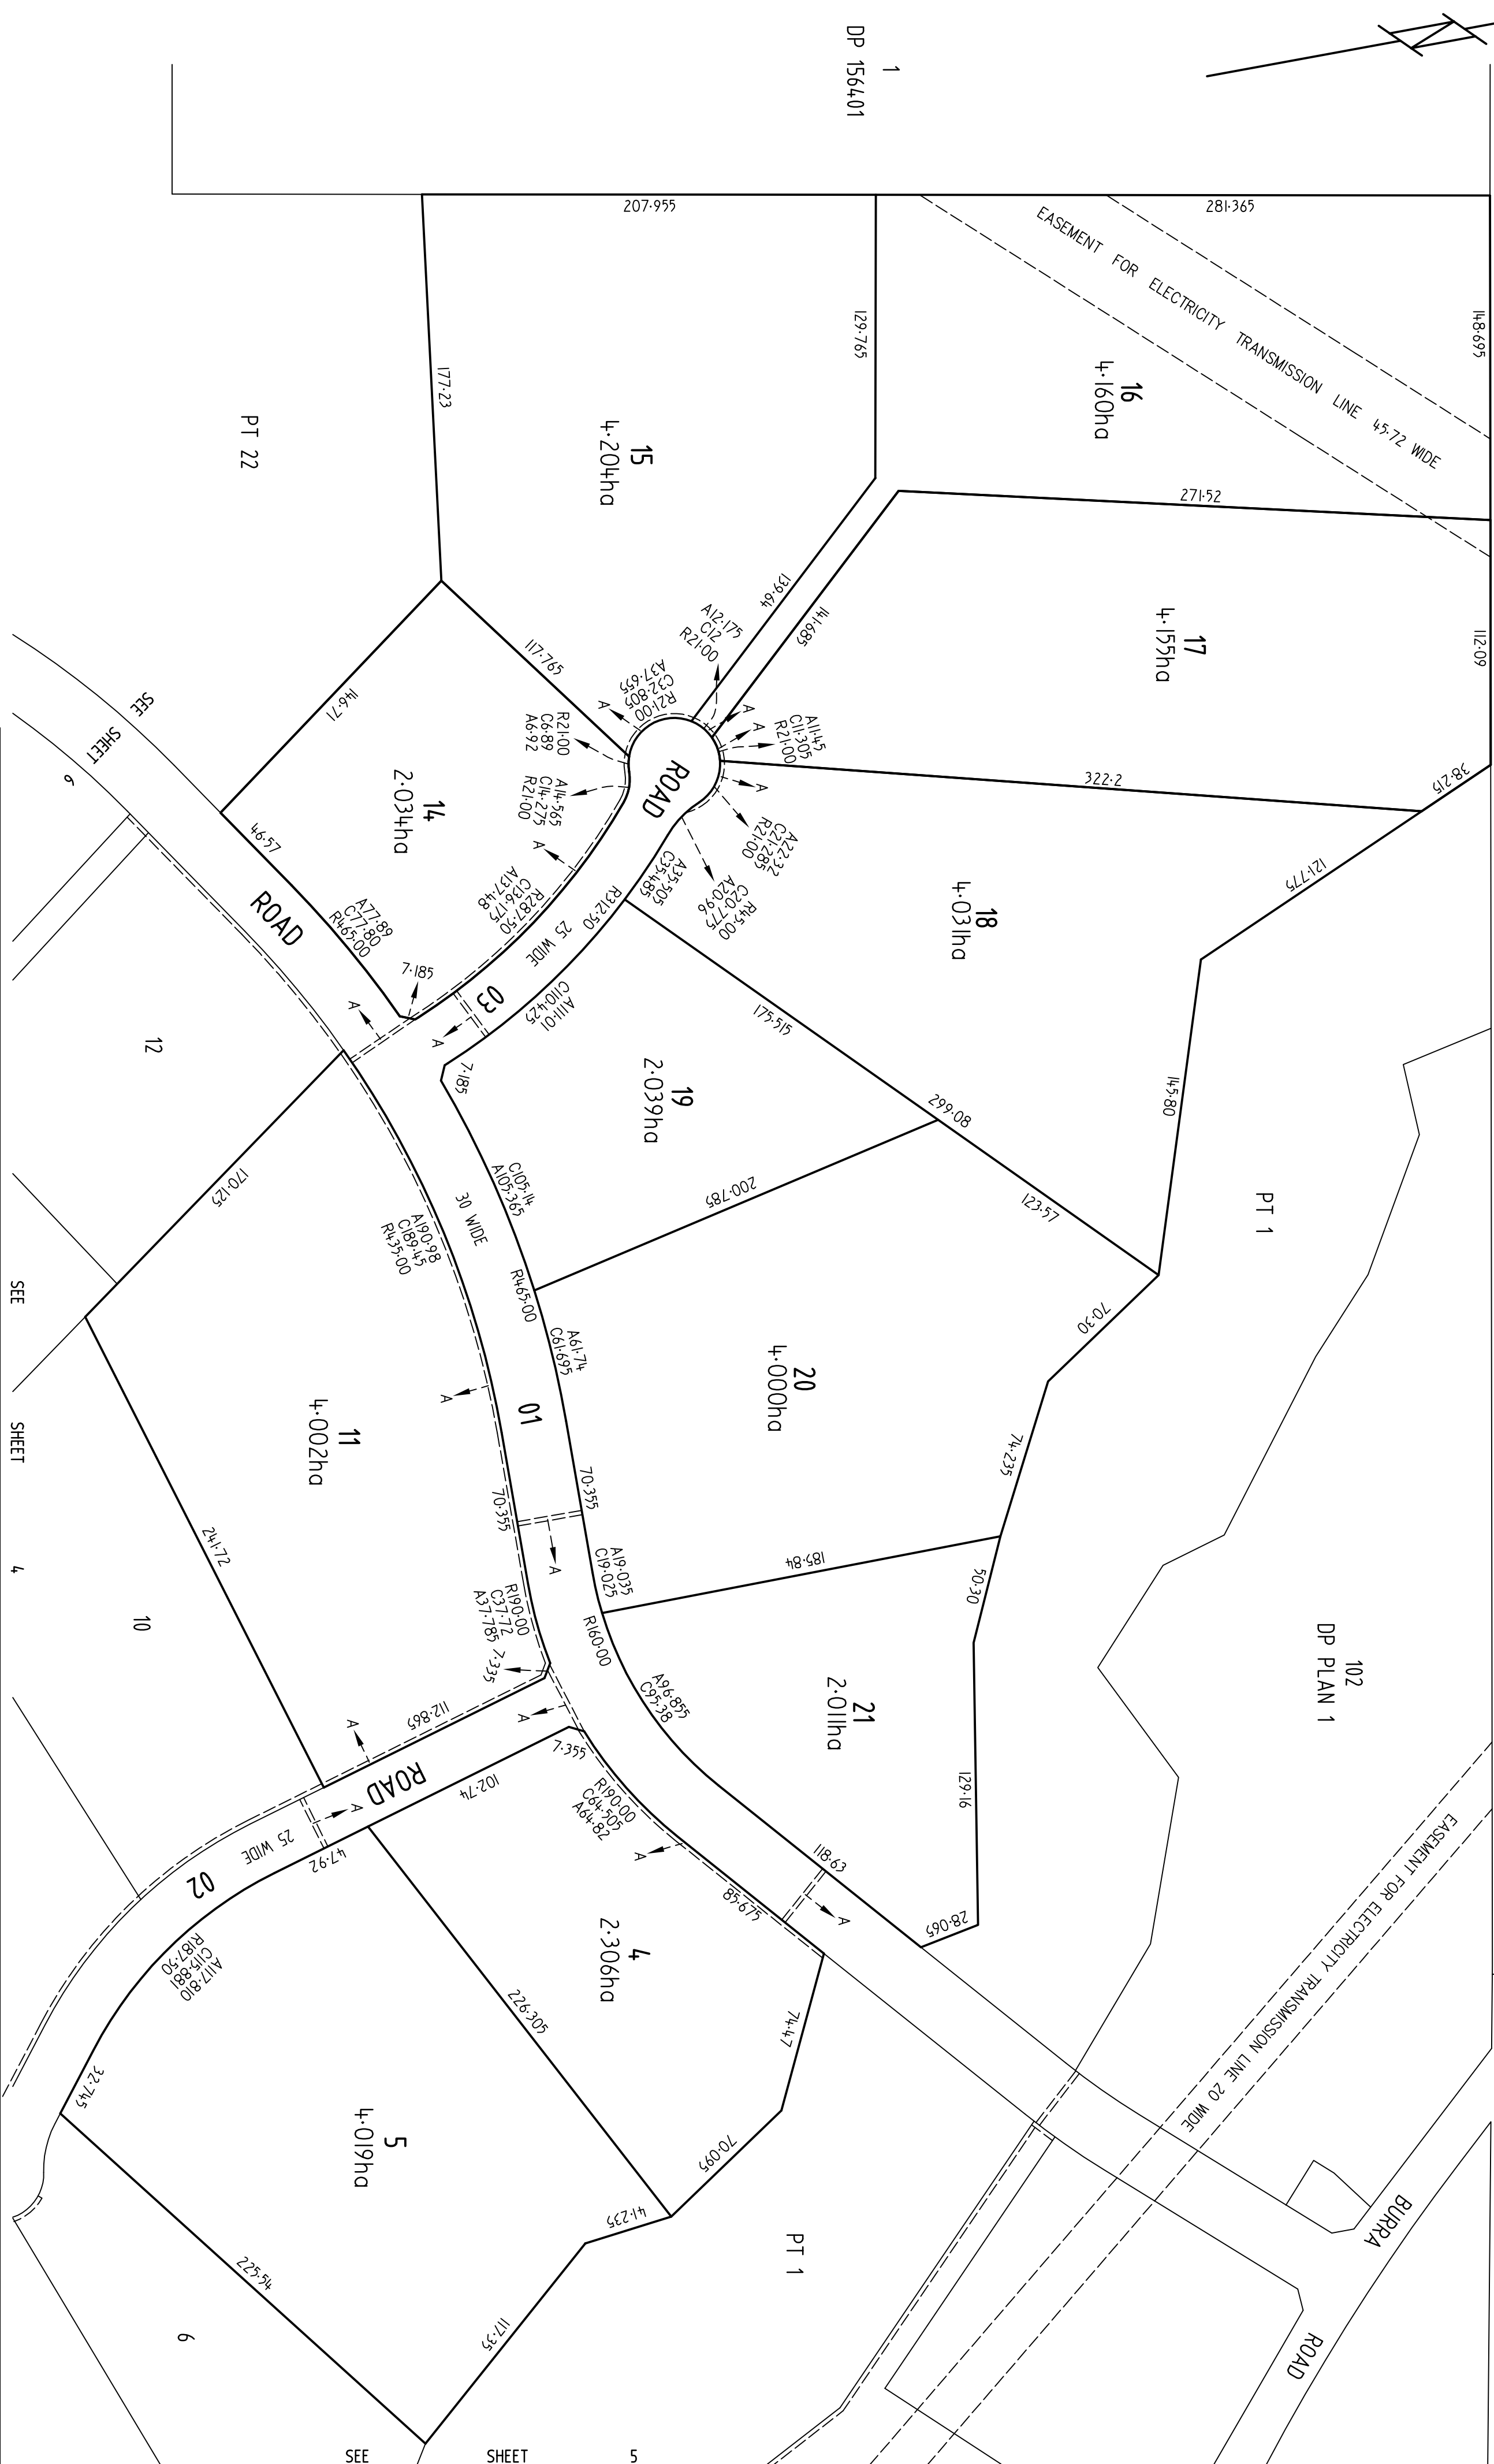 1
DP 156401
207·955
281·365
148·695
EASEMENT FOR ELECTRICITY TRANSMISSION LINE 45·72 WIDE
129·765
177·23
16
4·160ha
15
4·204ha
PT 22
271·52
17
4·155ha
112·09
139·64
141·685
A12·175
C12
R21·00
117·765
R21·00
C32·805
A37·655
A
A
A
A11·45
C11·305
R21·00
R21·00
C6·89
A6·92
A14·565
C14·275
R21·00
A
A22·32
C21·285
R21·00
ROAD
322·2
38·215
146·71
SEE
SHEET
6
14
2·034ha
46·57
A
R287·50
C136·175
A137·48
A35·505
C35·485
R45·00
C20·775
A20·96
R312·50
25 WIDE
121·775
18
4·031ha
ROAD
A77·89
C77·80
R465·00
7·185
03
A
A
A111·01
C110·425
175·515
12
7·185
19
2·039ha
299·08
145·80
170·125
C105·14
A105·365
30 WIDE
200·785
123·57
PT 1
A190·98
C189·45
R435·00
R465·00
SEE
SHEET
4
A61·74
C61·695
70·30
20
4·000ha
A
01
11
4·002ha
74·235
70·355
70·355
A
241·72
A19·035
C19·025
185·84
50·30
R190·00
C37·72
A37·785
7·335
R160·00
10
112·865
A
A
A96·855
C95·38
21
2·011ha
102
DP PLAN 1
7·355
ROAD
102·74
A
129·16
R190·00
C64·505
A64·82
A
25 WIDE
47·92
118·63
02
85·675
A
28·065
A117·810
C115·881
R187·50
4
2·306ha
EASEMENT FOR ELECTRICITY TRANSMISSION LINE 20 WIDE
226·305
74·47
32·745
5
4·019ha
70·095
41·235
PT 1
BURRA
ROAD
225·54
117·35
6
SEE
SHEET
5